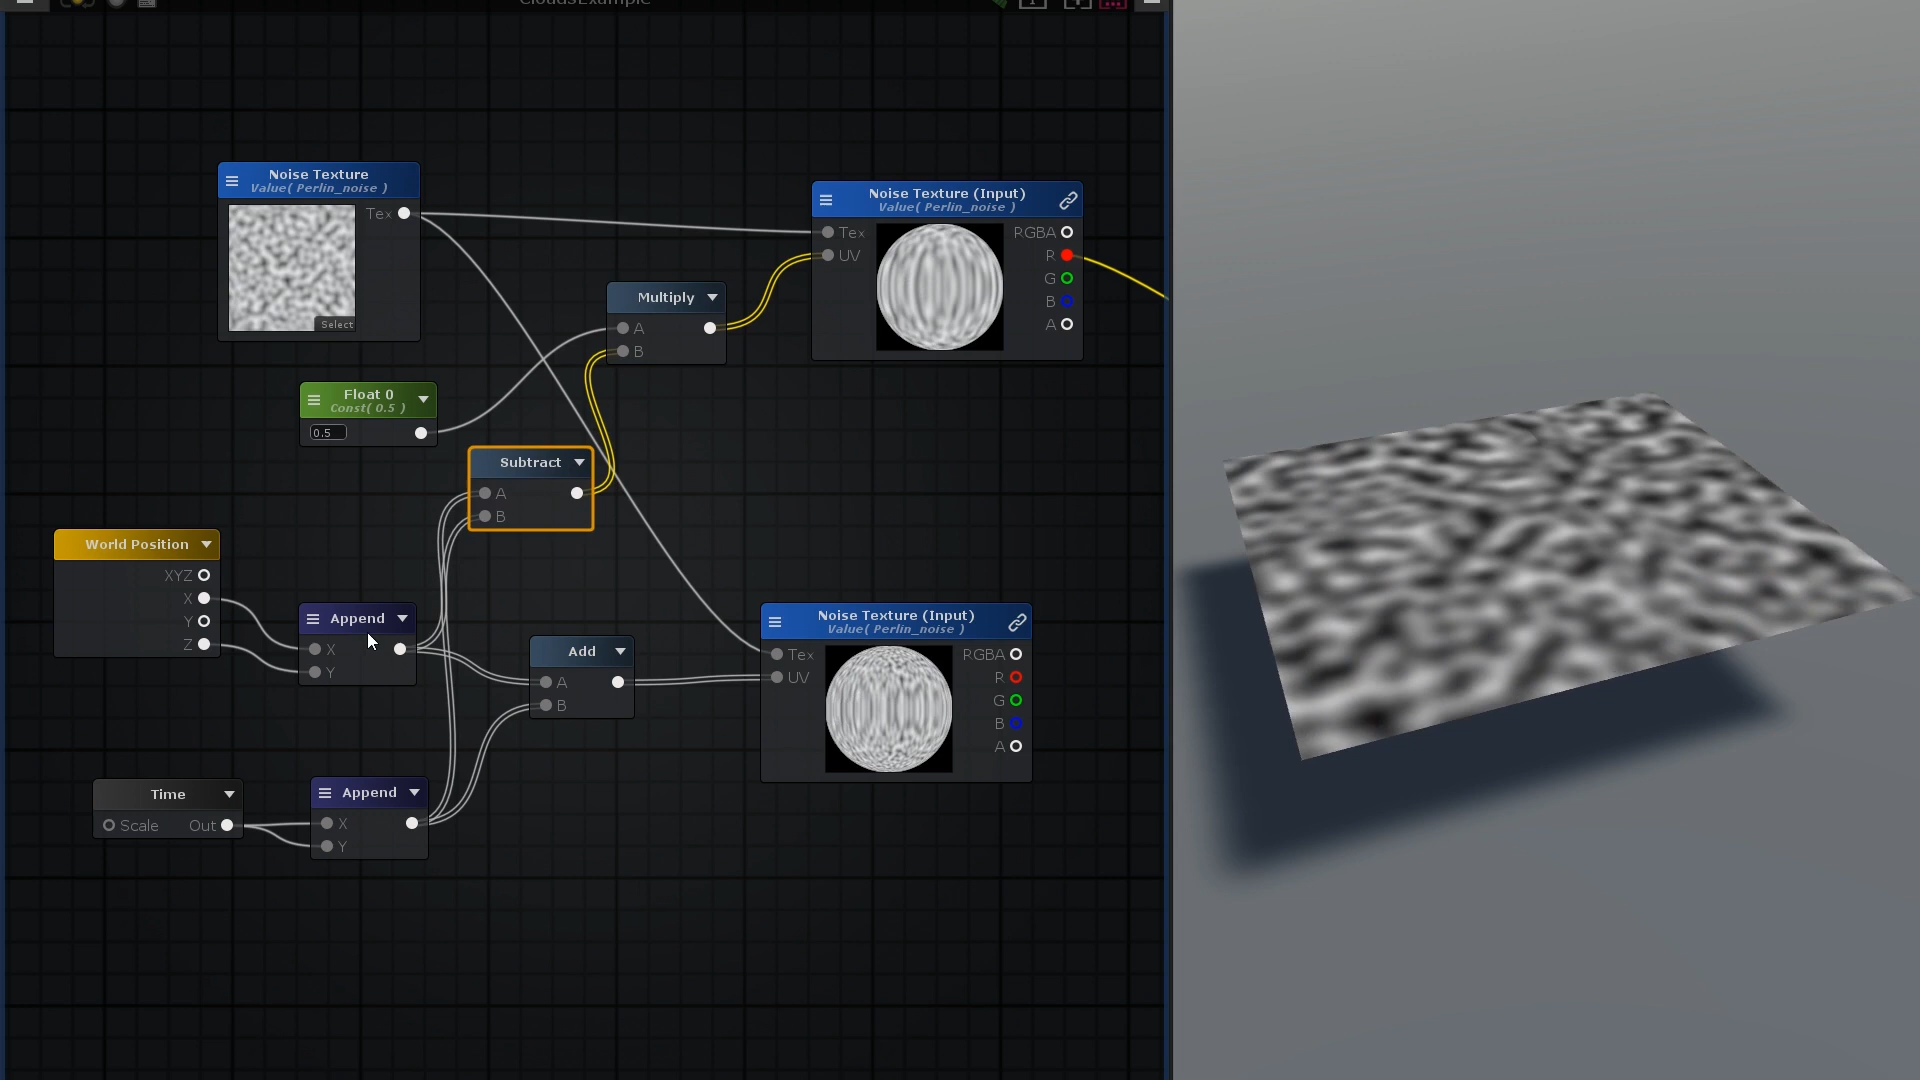 CloudsExample
Noise Texture
Value( Perlin_noise )
Tex
Select
Noise Texture (Input)
Value( Perlin_noise )
Tex
UV
RGBA
R
G
B
A
Multiply
A
B
Float 0
Const( 0.5 )
0.5
Subtract
A
B
World Position
XYZ
X
Y
Z
Append
X
Y
Add
A
B
Noise Texture (Input)
Value( Perlin_noise )
Tex
UV
RGBA
R
G
B
A
Time
Scale Out
Append
X
Y